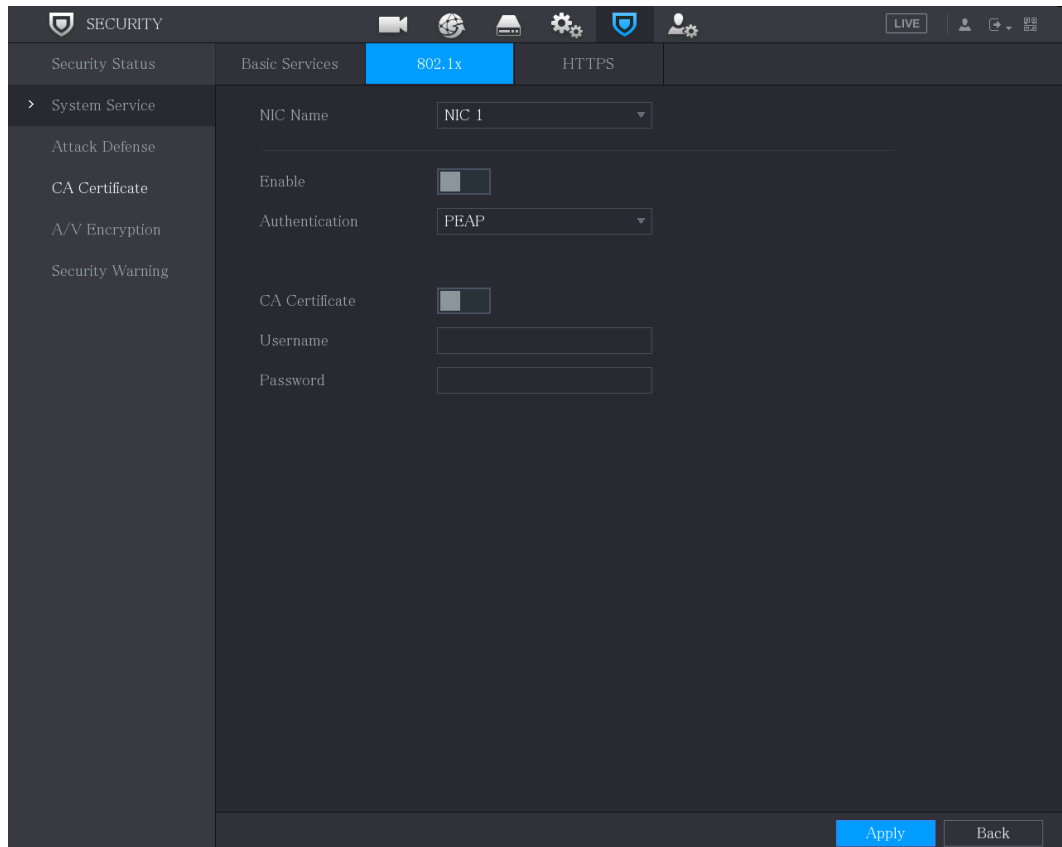 SECURITY
LIVE
Security Status
System Service
Attack Defense
CA Certificate
A/V Encryption
Security Warning
Basic Services
802.1x
HTTPS
NIC Name
NIC 1
Enable
Authentication
PEAP
CA Certificate
Username
Password
Apply
Back